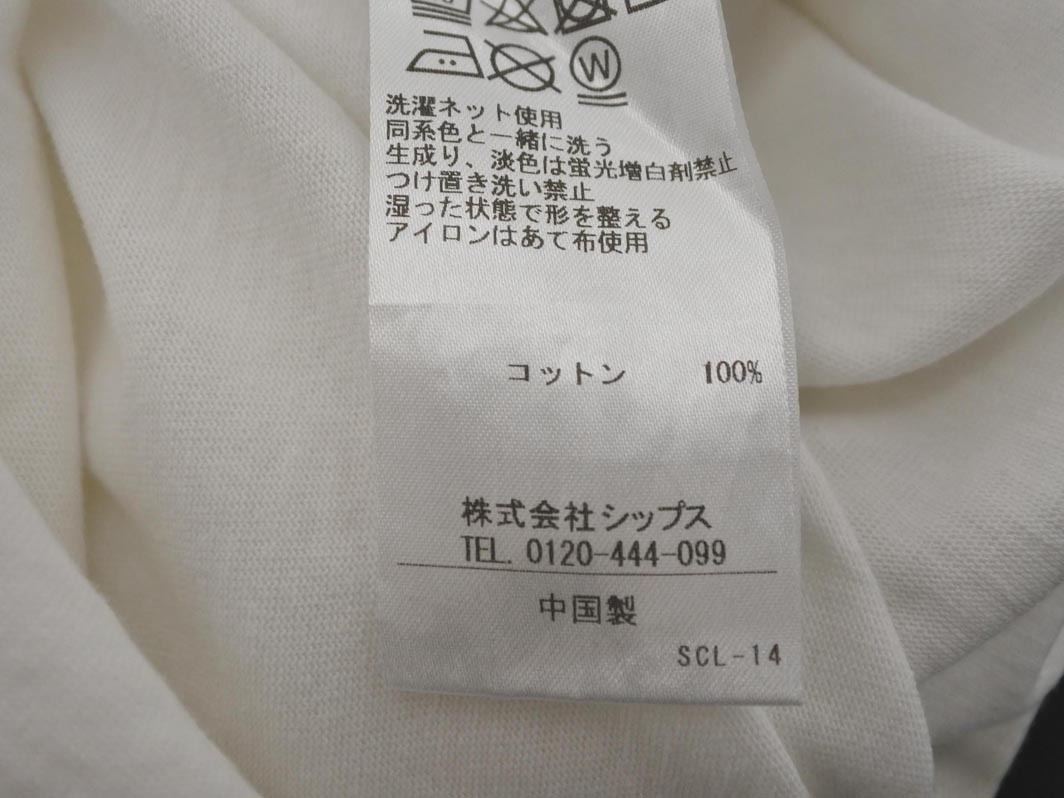 W
洗濯ネット使用
同系色と一緒に洗う
生成り、淡色は蛍光増白剤禁止
つけ置き洗い禁止
湿った状態で形を整える
アイロンはあて布使用
コットン 100%
株式会社シップス
TEL. 0120-444-099
中国製
SCL-14